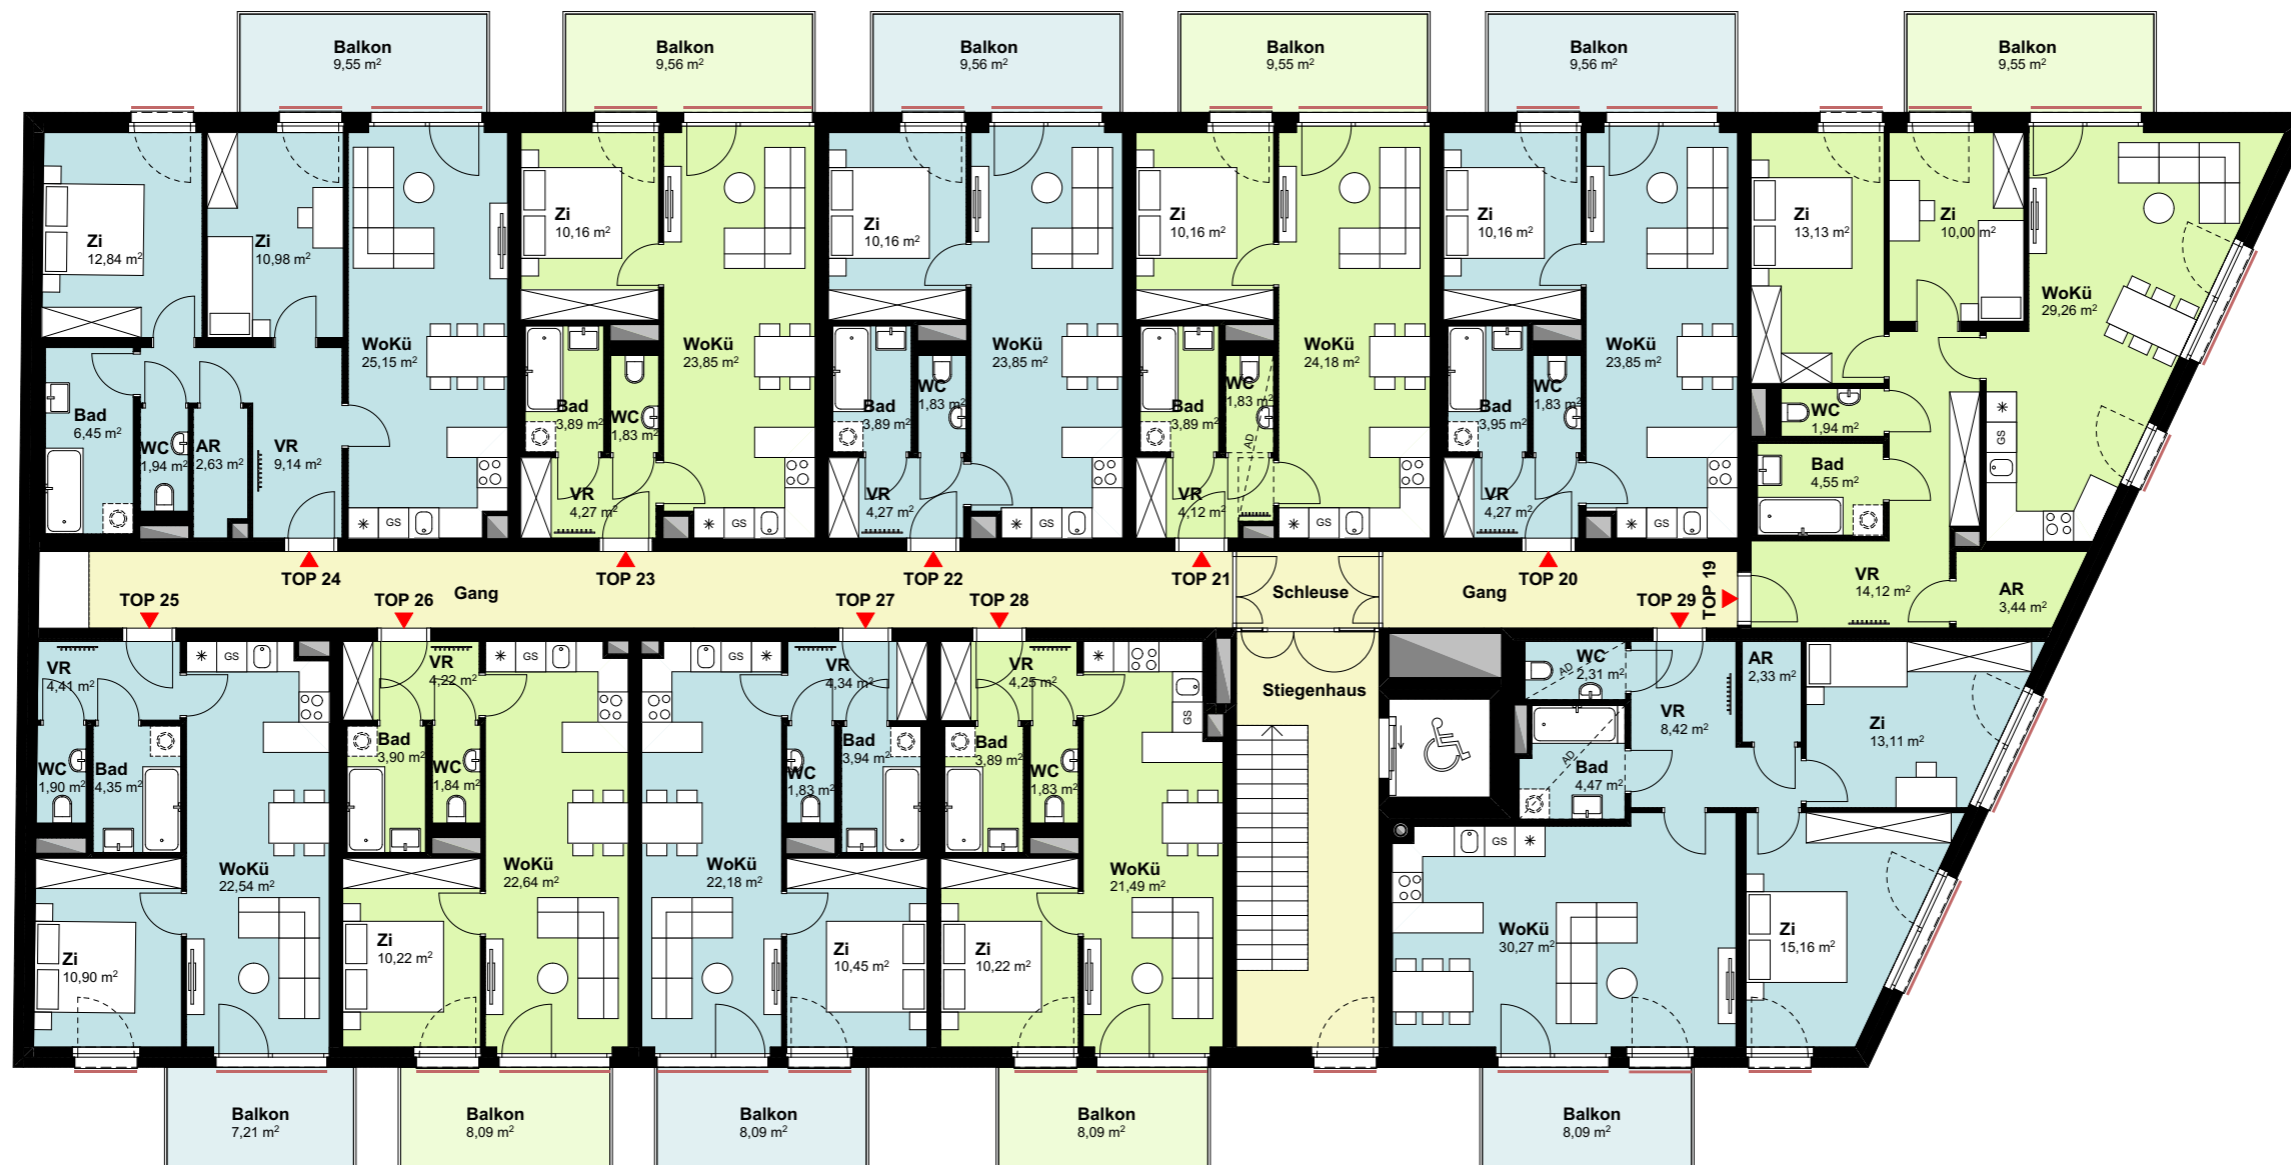 Balkon
9,55 m²
Balkon
9,56 m²
Balkon
9,56 m²
Balkon
9,55 m²
Balkon
9,56 m²
Balkon
9,55 m²
Zi
12,84 m²
Zi
10,98 m²
WoKü
25,15 m²
Bad
6,45 m²
WC
1,94 m²
AR
2,63 m²
VR
9,14 m²
GS
Zi
10,16 m²
WoKü
23,85 m²
Bad
3,89 m²
WC
1,83 m²
VR
4,27 m²
GS
Zi
10,16 m²
WoKü
23,85 m²
Bad
3,89 m²
WC
1,83 m²
VR
4,27 m²
GS
Zi
10,16 m²
WoKü
24,18 m²
Bad
3,89 m²
WC
1,83 m²
AD
VR
4,12 m²
GS
Zi
10,16 m²
WoKü
23,85 m²
Bad
3,95 m²
WC
1,83 m²
VR
4,27 m²
GS
Zi
13,13 m²
Zi
10,00 m²
WoKü
29,26 m²
WC
1,94 m²
Bad
4,55 m²
GS
VR
14,12 m²
AR
3,44 m²
TOP 24
TOP 23
TOP 22
TOP 21
TOP 20
TOP 19
Gang
Schleuse
Gang
TOP 25
TOP 26
TOP 27
TOP 28
TOP 29
VR
4,41 m²
GS
WC
1,90 m²
Bad
4,35 m²
WoKü
22,54 m²
Zi
10,90 m²
VR
4,22 m²
GS
Bad
3,90 m²
WC
1,84 m²
WoKü
22,64 m²
Zi
10,22 m²
GS
VR
4,34 m²
WC
1,83 m²
Bad
3,94 m²
WoKü
22,18 m²
Zi
10,45 m²
VR
4,25 m²
GS
Bad
3,89 m²
WC
1,83 m²
WoKü
21,49 m²
Zi
10,22 m²
Stiegenhaus
WC
2,31 m²
AD
VR
8,42 m²
AR
2,33 m²
Zi
13,11 m²
AD
Bad
4,47 m²
GS
WoKü
30,27 m²
Zi
15,16 m²
Balkon
7,21 m²
Balkon
8,09 m²
Balkon
8,09 m²
Balkon
8,09 m²
Balkon
8,09 m²